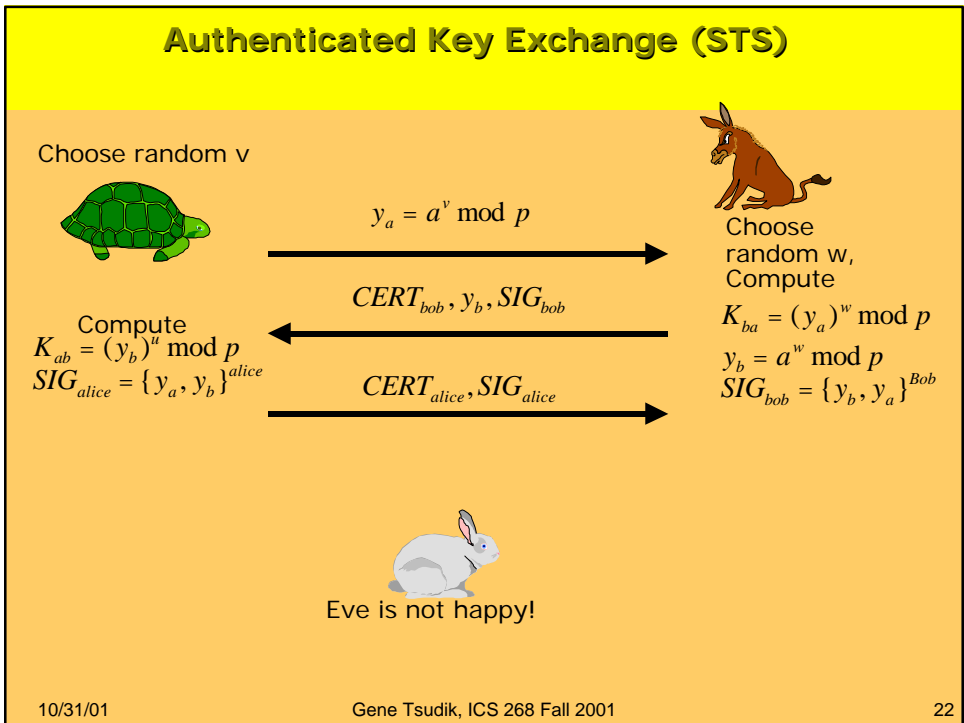 Authenticated Key Exchange (STS)
Choose random v
y_a = a^v mod p
Choose
random w,
Compute
K_ba = (y_a)^w mod p
y_b = a^w mod p
SIG_bob = {y_b, y_a}^Bob
CERT_bob, y_b, SIG_bob
Compute
K_ab = (y_b)^u mod p
SIG_alice = {y_a, y_b}^alice
CERT_alice, SIG_alice
Eve is not happy!
10/31/01 Gene Tsudik, ICS 268 Fall 2001 22